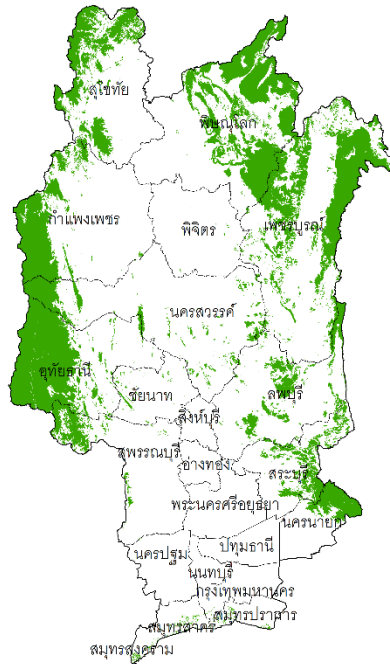 สุโขทัย
พิษณุโลก
กำแพงเพชร
พิจิตร
เพชรบูรณ์
นครสวรรค์
อุทัยธานี
ชัยนาท
ลพบุรี
สิงห์บุรี
สุพรรณบุรี
อ่างทอง
สระบุรี
พระนครศรีอยุธยา
นครนายก
ปทุมธานี
นครปฐม
นนทบุรี
กรุงเทพมหานคร
สมุทรปราการ
สมุทรสาคร
สมุทรสงคราม